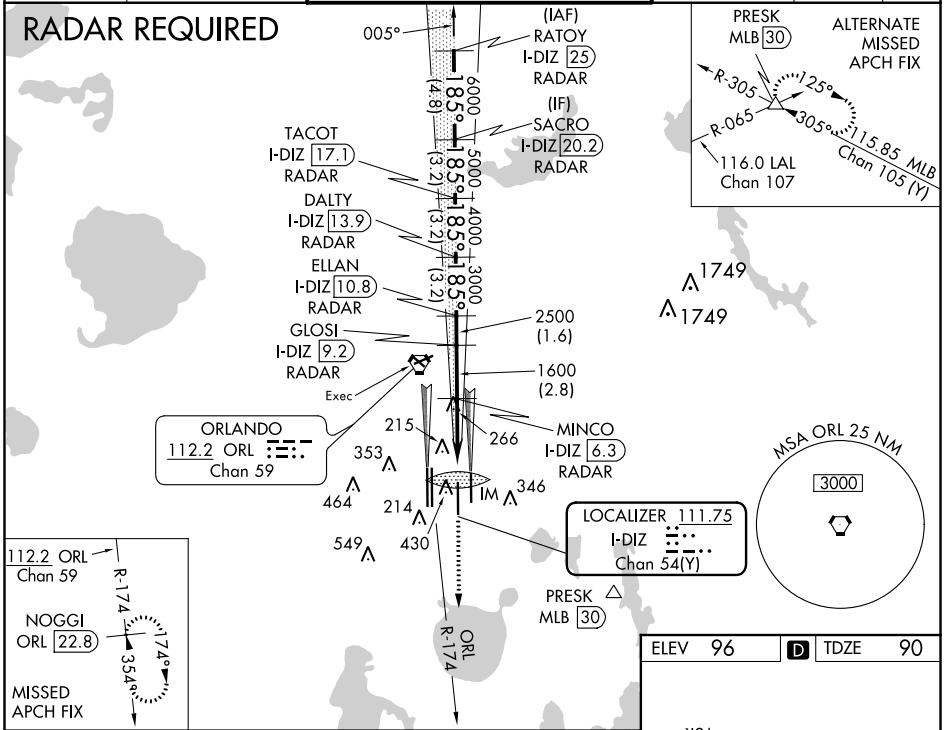 RADAR REQUIRED
005°
(IAF)
RATOY
I-DIZ 25
RADAR
(IF)
SACRO
I-DIZ 20.2
RADAR
6000
185°
(4.8)
5000
185°
(3.2)
4000
185°
(3.2)
3000
185°
(3.2)
TACOT
I-DIZ 17.1
RADAR
DALTY
I-DIZ 13.9
RADAR
ELLAN
I-DIZ 10.8
RADAR
GLOSI
I-DIZ 9.2
RADAR
2500
(1.6)
1600
(2.8)
MINCO
I-DIZ 6.3
RADAR
Exec
ORLANDO
112.2 ORL
Chan 59
215
266
353
464
214
430
549
IM
346
LOCALIZER 111.75
I-DIZ
Chan 54(Y)
PRESK
MLB 30
ORL
R-174
PRESK
MLB 30
ALTERNATE
MISSED
APCH FIX
R-305
125°
R-065
305°
115.85 MLB
Chan 105 (Y)
116.0 LAL
Chan 107
1749
1749
MSA ORL 25 NM
3000
112.2 ORL
Chan 59
R-174
NOGGI
ORL 22.8
174°
354°
MISSED
APCH FIX
ELEV 96
D
TDZE 90